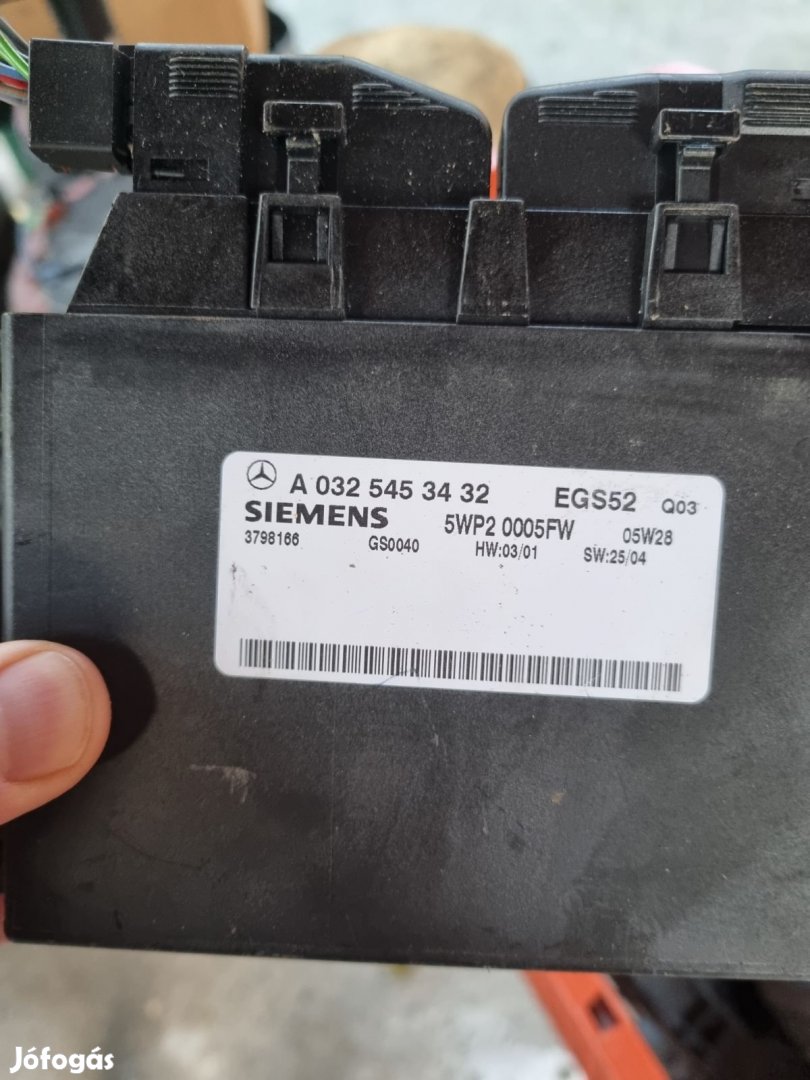 A 032 545 34 32 EGS52 Q03
SIEMENS 5WP2 0005FW 05W28
3798166 GS0040 HW:03/01 SW:25/04
Jófogás